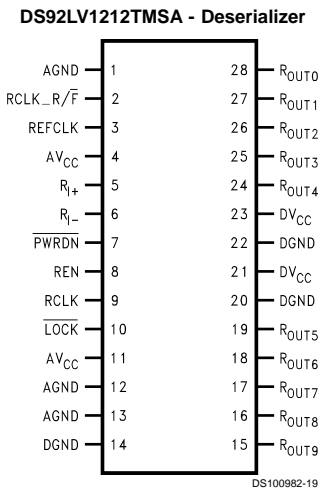 DS92LV1212TMSA - Deserializer
AGND 1 28 ROUT0
RCLK_R/F̅ 2 27 ROUT1
REFCLK 3 26 ROUT2
AVCC 4 25 ROUT3
RI+ 5 24 ROUT4
RI− 6 23 DVCC
P̅W̅R̅D̅N̅ 7 22 DGND
REN 8 21 DVCC
RCLK 9 20 DGND
L̅O̅C̅K̅ 10 19 ROUT5
AVCC 11 18 ROUT6
AGND 12 17 ROUT7
AGND 13 16 ROUT8
DGND 14 15 ROUT9
DS100982-19